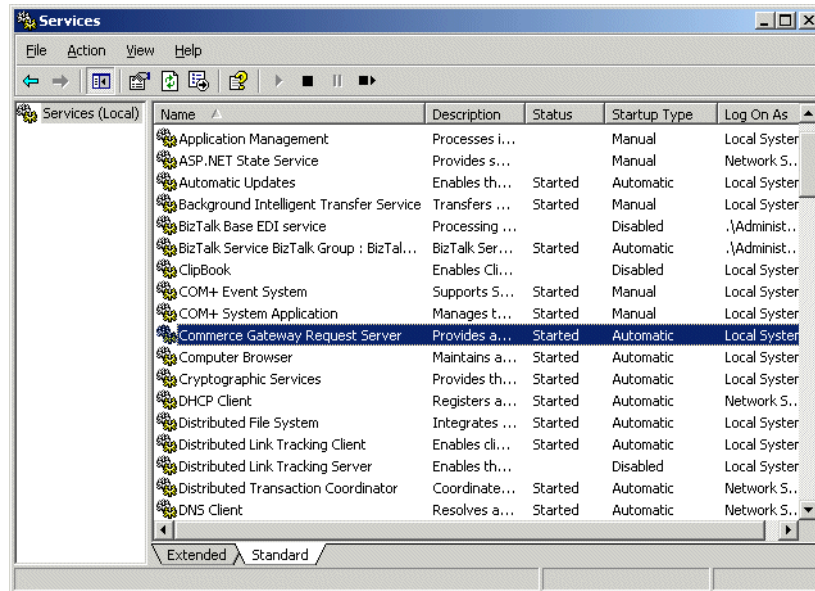 Services
File Action View Help
Services (Local)
Name Description Status Startup Type Log On As
Application Management Processes i... Manual Local Syster
ASP.NET State Service Provides s... Manual Network S..
Automatic Updates Enables th... Started Automatic Local Syster
Background Intelligent Transfer Service Transfers ... Started Manual Local Syster
BizTalk Base EDI service Processing ... Disabled .\Administ..
BizTalk Service BizTalk Group : BizTal... BizTalk Ser... Started Automatic .\Administ..
ClipBook Enables Cli... Disabled Local Syster
COM+ Event System Supports S... Started Manual Local Syster
COM+ System Application Manages t... Started Manual Local Syster
Commerce Gateway Request Server Provides a... Started Automatic Local Syster
Computer Browser Maintains a... Started Automatic Local Syster
Cryptographic Services Provides th... Started Automatic Local Syster
DHCP Client Registers a... Started Automatic Network S..
Distributed File System Integrates ... Started Automatic Local Syster
Distributed Link Tracking Client Enables cli... Started Automatic Local Syster
Distributed Link Tracking Server Enables th... Disabled Local Syster
Distributed Transaction Coordinator Coordinate... Started Automatic Network S..
DNS Client Resolves a... Started Automatic Network S..
Extended Standard